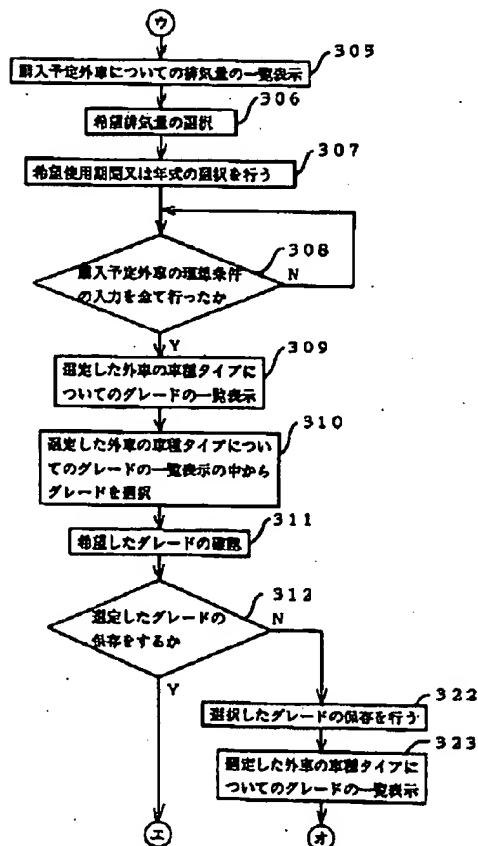 ウ
305
購入予定外車についての排気量の一覧表示
306
希望排気量の選択
307
希望使用期間又は年式の選択を行う
308
購入予定外車の理想条件
の入力を全て行ったか
N
Y
309
選定した外車の車種タイプに
ついてのグレードの一覧表示
310
選定した外車の車種タイプについ
てのグレードの一覧表示の中から
グレードを選択
311
希望したグレードの確認
312
選定したグレードの
保存をするか
N
Y
322
選択したグレードの保存を行う
323
選定した外車の車種タイプに
ついてのグレードの一覧表示
エ
オ